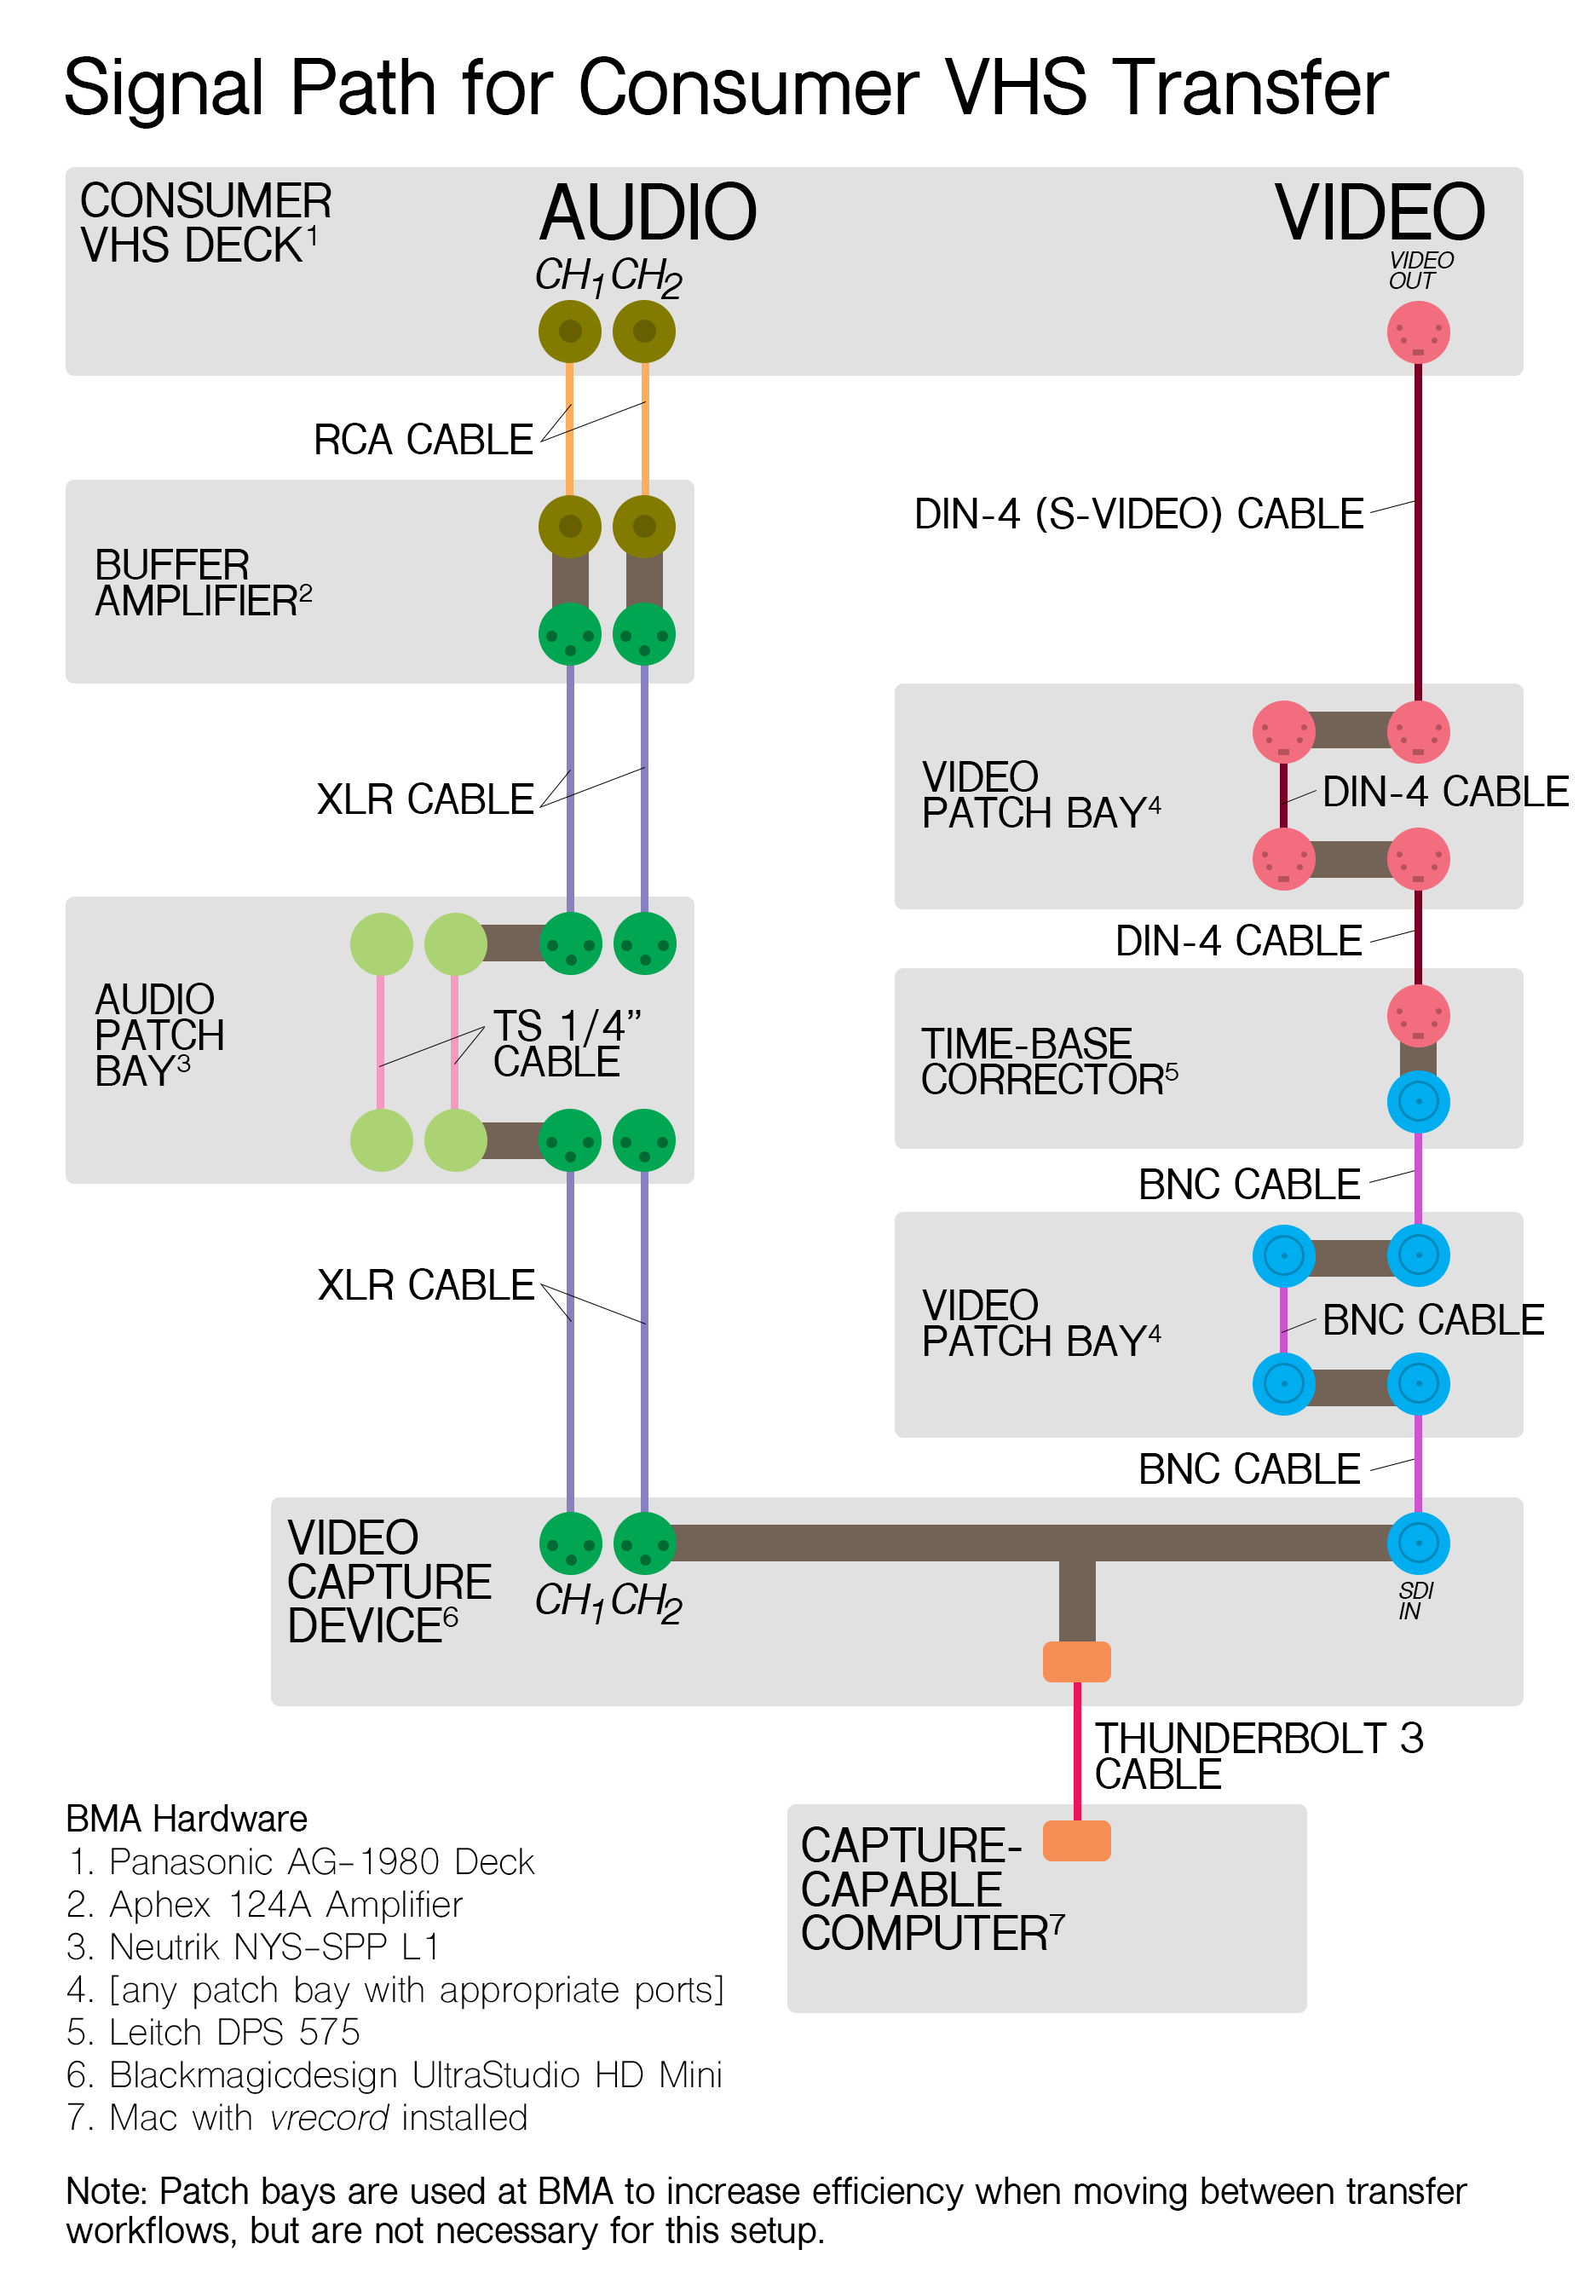 Signal Path for Consumer VHS Transfer
CONSUMER
VHS DECK1
AUDIO
CH1 CH2
VIDEO
VIDEO
OUT
RCA CABLE
DIN-4 (S-VIDEO) CABLE
BUFFER
AMPLIFIER2
XLR CABLE
VIDEO
PATCH BAY4
DIN-4 CABLE
DIN-4 CABLE
AUDIO
PATCH
BAY3
TS 1/4”
CABLE
TIME-BASE
CORRECTOR5
BNC CABLE
XLR CABLE
VIDEO
PATCH BAY4
BNC CABLE
BNC CABLE
VIDEO
CAPTURE
DEVICE6
CH1 CH2
SDI
IN
THUNDERBOLT 3
CABLE
CAPTURE-
CAPABLE
COMPUTER7
BMA Hardware
1. Panasonic AG-1980 Deck
2. Aphex 124A Amplifier
3. Neutrik NYS-SPP L1
4. [any patch bay with appropriate ports]
5. Leitch DPS 575
6. Blackmagicdesign UltraStudio HD Mini
7. Mac with vrecord installed
Note: Patch bays are used at BMA to increase efficiency when moving between transfer
workflows, but are not necessary for this setup.